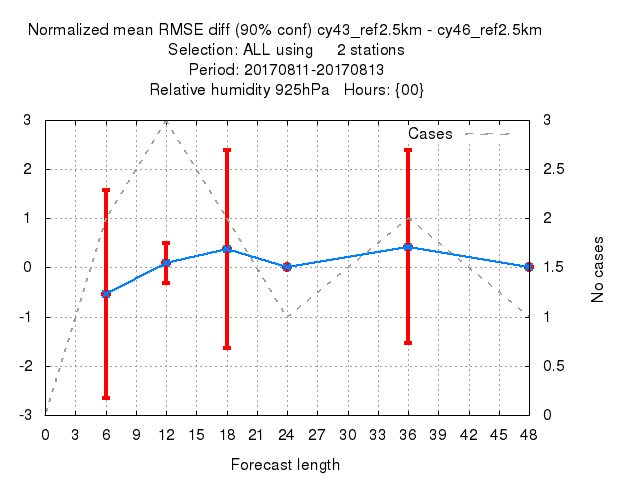 Normalized mean RMSE diff (90% conf) cy43_ref2.5km - cy46_ref2.5km
Selection: ALL using 2 stations
Period: 20170811-20170813
Relative humidity 925hPa Hours: {00}
Cases
3
2
1
0
-1
-2
-3
3
2.5
2
1.5
1
0.5
0
No cases
0 3 6 9 12 15 18 21 24 27 30 33 36 39 42 45 48
Forecast length